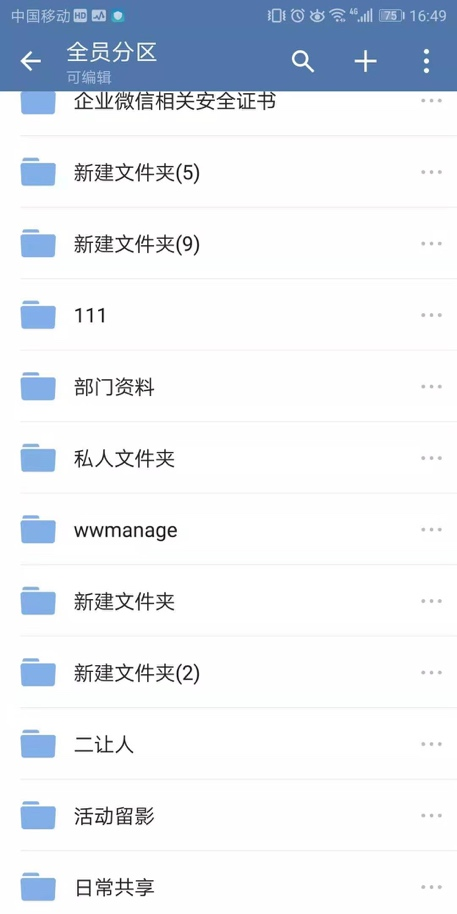 中国移动 HD 4G 75 16:49
全员分区
可编辑
企业微信相关安全证书
新建文件夹(5)
新建文件夹(9)
111
部门资料
私人文件夹
wwmanage
新建文件夹
新建文件夹(2)
二让人
活动留影
日常共享